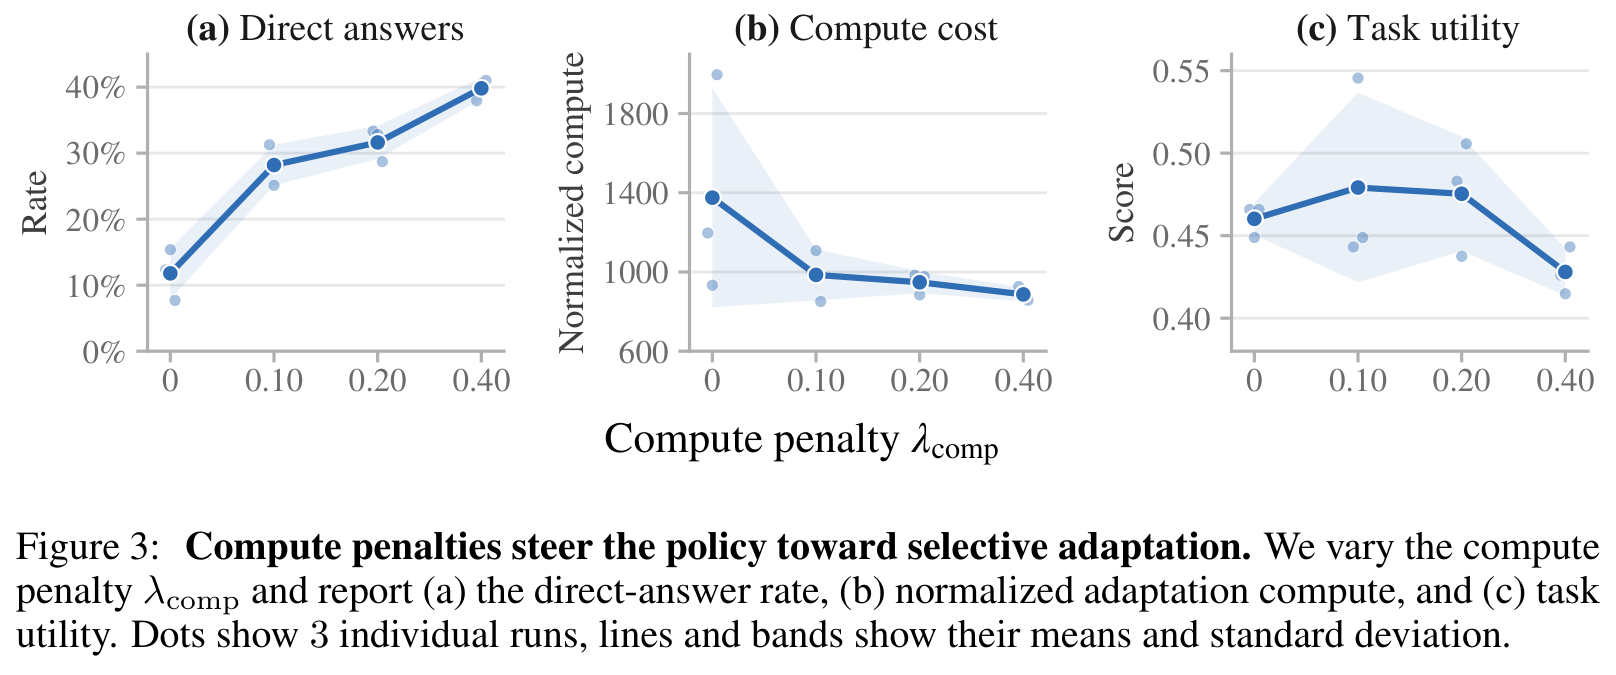 (a) Direct answers
Rate
40%
30%
20%
10%
0%
0 0.10 0.20 0.40
(b) Compute cost
Normalized compute
1800
1400
1000
600
0 0.10 0.20 0.40
(c) Task utility
Score
0.55
0.50
0.45
0.40
0 0.10 0.20 0.40
Compute penalty λcomp
Figure 3: Compute penalties steer the policy toward selective adaptation. We vary the compute
penalty λcomp and report (a) the direct-answer rate, (b) normalized adaptation compute, and (c) task
utility. Dots show 3 individual runs, lines and bands show their means and standard deviation.